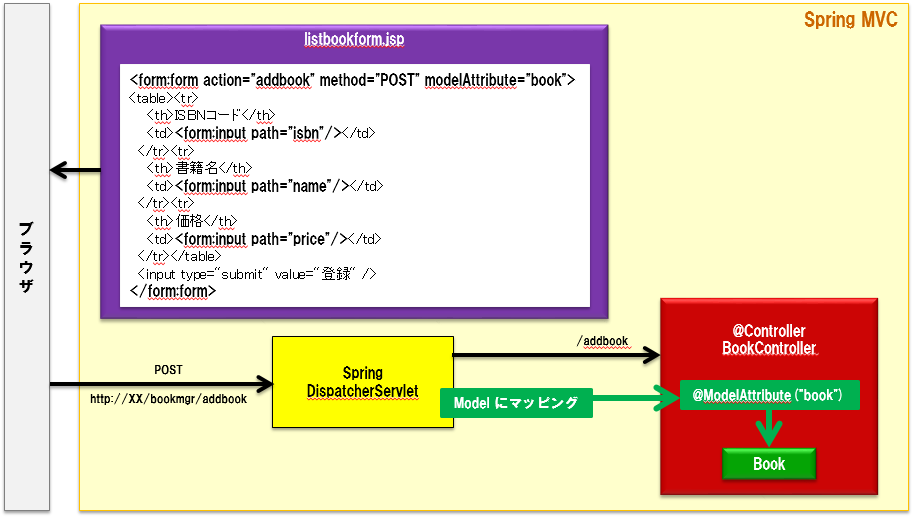 Spring MVC
listbookform.jsp
<form:form action="addbook" method="POST" modelAttribute="book">
<table><tr>
<th>ISBNコード</th>
<td><form:input path="isbn"/></td>
</tr><tr>
<th>書籍名</th>
<td><form:input path="name"/></td>
</tr><tr>
<th>価格</th>
<td><form:input path="price"/></td>
</tr></table>
<input type="submit" value="登録" />
</form:form>
ブラウザ
POST
http://XX/bookmgr/addbook
Spring
DispatcherServlet
/addbook
Model にマッピング
@Controller
BookController
@ModelAttribute ("book")
Book